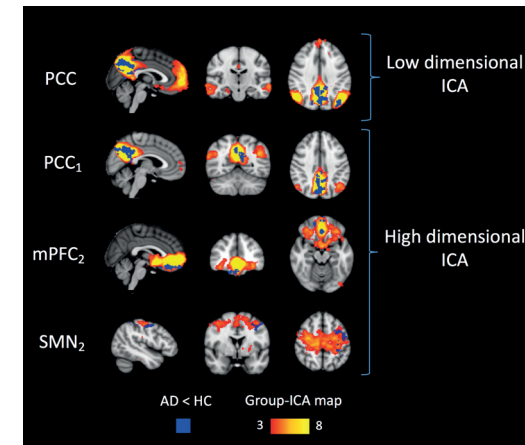 PCC
Low dimensional
ICA
PCC₁
mPFC₂
High dimensional
ICA
SMN₂
AD < HC
Group-ICA map
3
8